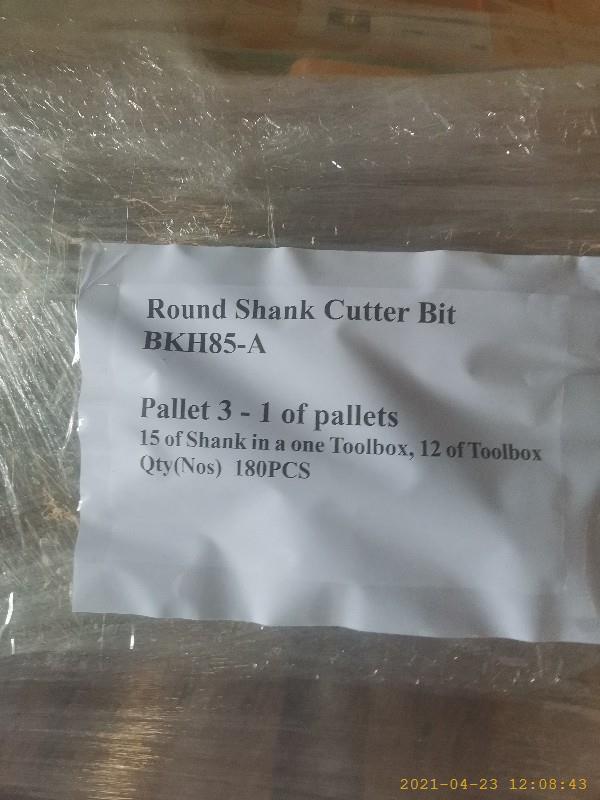 Round Shank Cutter Bit
BKH85-A
Pallet 3 - 1 of pallets
15 of Shank in a one Toolbox, 12 of Toolbox
Qty(Nos) 180PCS
2021-04-23 12:08:43